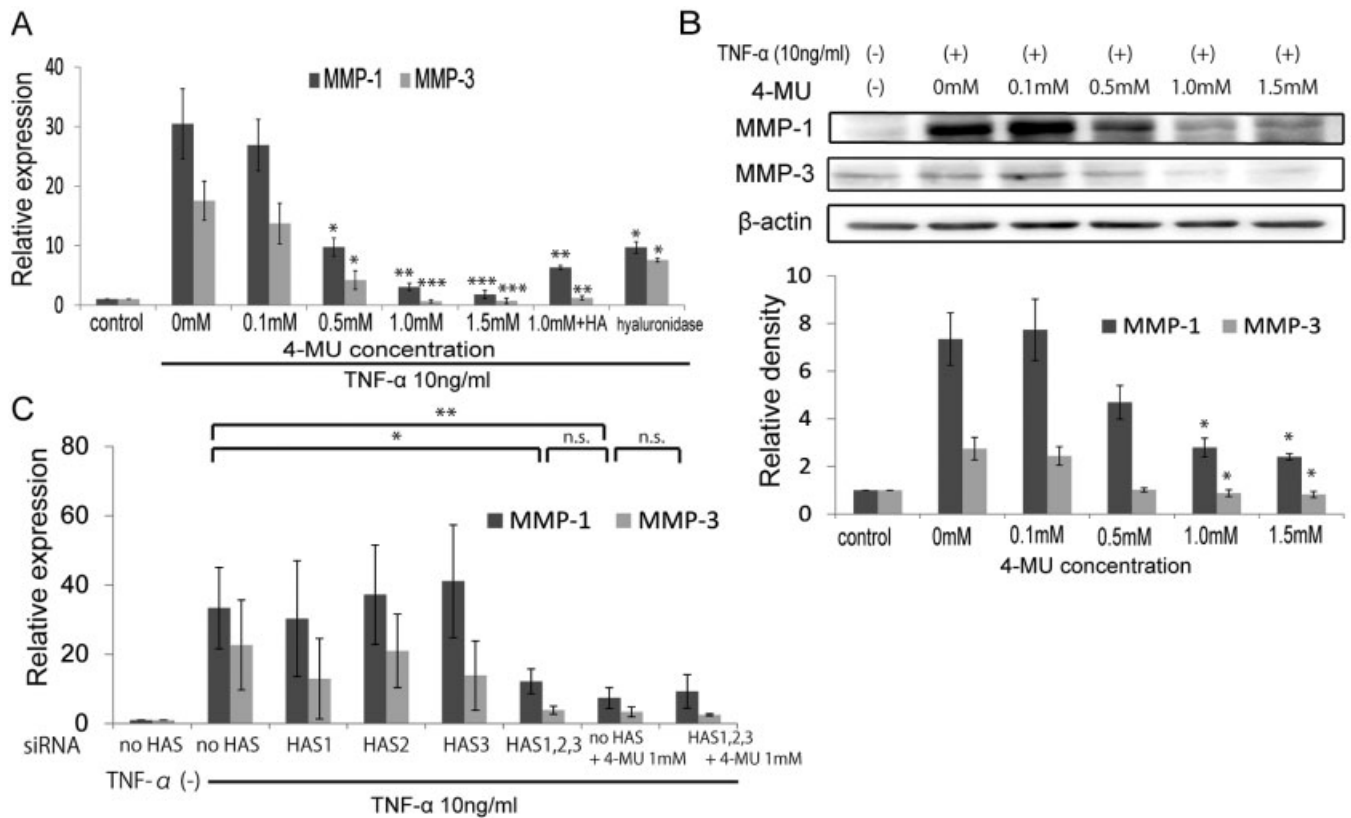 A
MMP-1 MMP-3
Relative expression
40
30
20
10
0
* * ** *** *** *** ** ** * *
control 0mM 0.1mM 0.5mM 1.0mM 1.5mM 1.0mM+HA hyaluronidase
4-MU concentration
TNF-α 10ng/ml
B
TNF-α (10ng/ml) (-) (+) (+) (+) (+) (+)
4-MU (-) 0mM 0.1mM 0.5mM 1.0mM 1.5mM
MMP-1
MMP-3
β-actin
Relative density
10
8
6
4
2
0
MMP-1 MMP-3
* * * *
control 0mM 0.1mM 0.5mM 1.0mM 1.5mM
4-MU concentration
C
**
* n.s. n.s.
Relative expression
80
60
40
20
0
MMP-1 MMP-3
siRNA no HAS no HAS HAS1 HAS2 HAS3 HAS1,2,3 no HAS HAS1,2,3
+ 4-MU 1mM + 4-MU 1mM
TNF-α (-)
TNF-α 10ng/ml